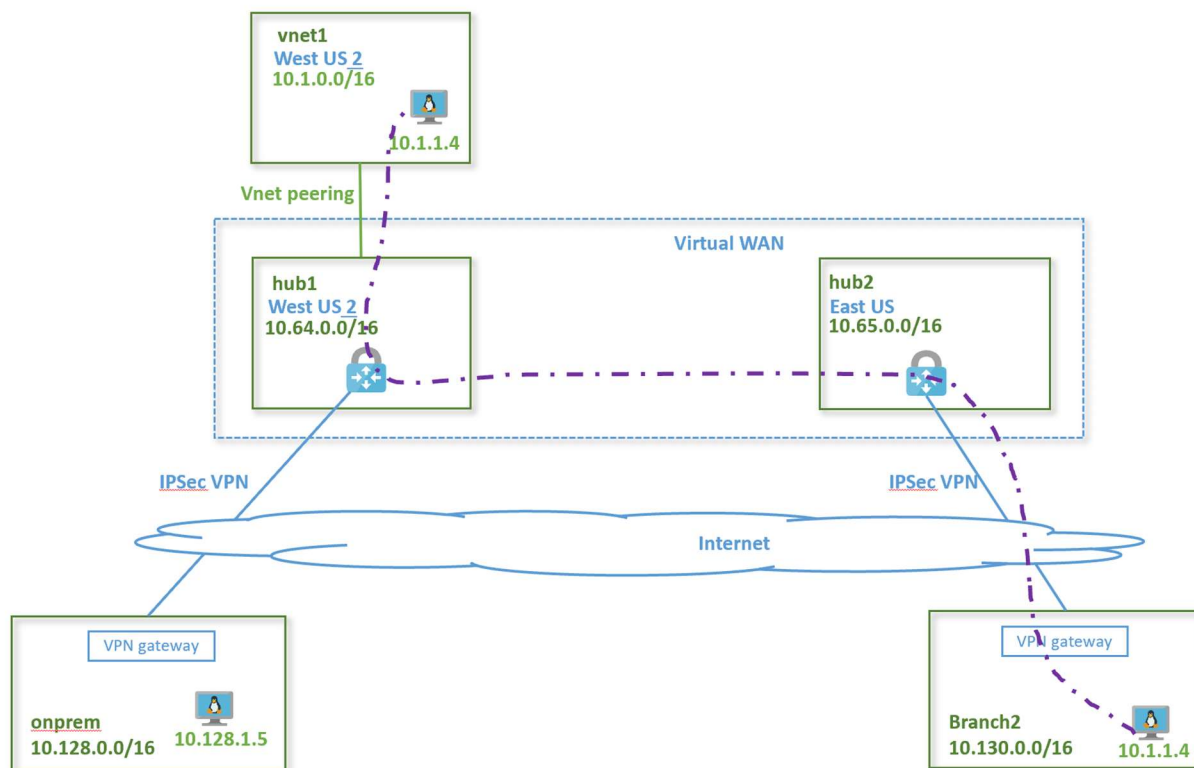 vnet1
West US 2
10.1.0.0/16
10.1.1.4
Vnet peering
Virtual WAN
hub1
West US 2
10.64.0.0/16
hub2
East US
10.65.0.0/16
IPSec VPN
IPSec VPN
Internet
VPN gateway
onprem
10.128.0.0/16
10.128.1.5
VPN gateway
Branch2
10.130.0.0/16
10.1.1.4